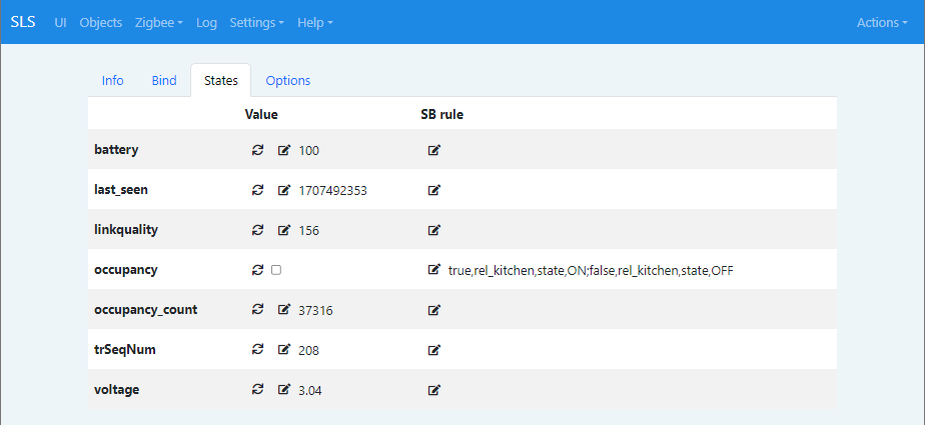 SLS UI Objects Zigbee Log Settings Help Actions
Info Bind States Options
Value SB rule
battery 100
last_seen 1707492353
linkquality 156
occupancy true,rel_kitchen,state,ON;false,rel_kitchen,state,OFF
occupancy_count 37316
trSeqNum 208
voltage 3.04